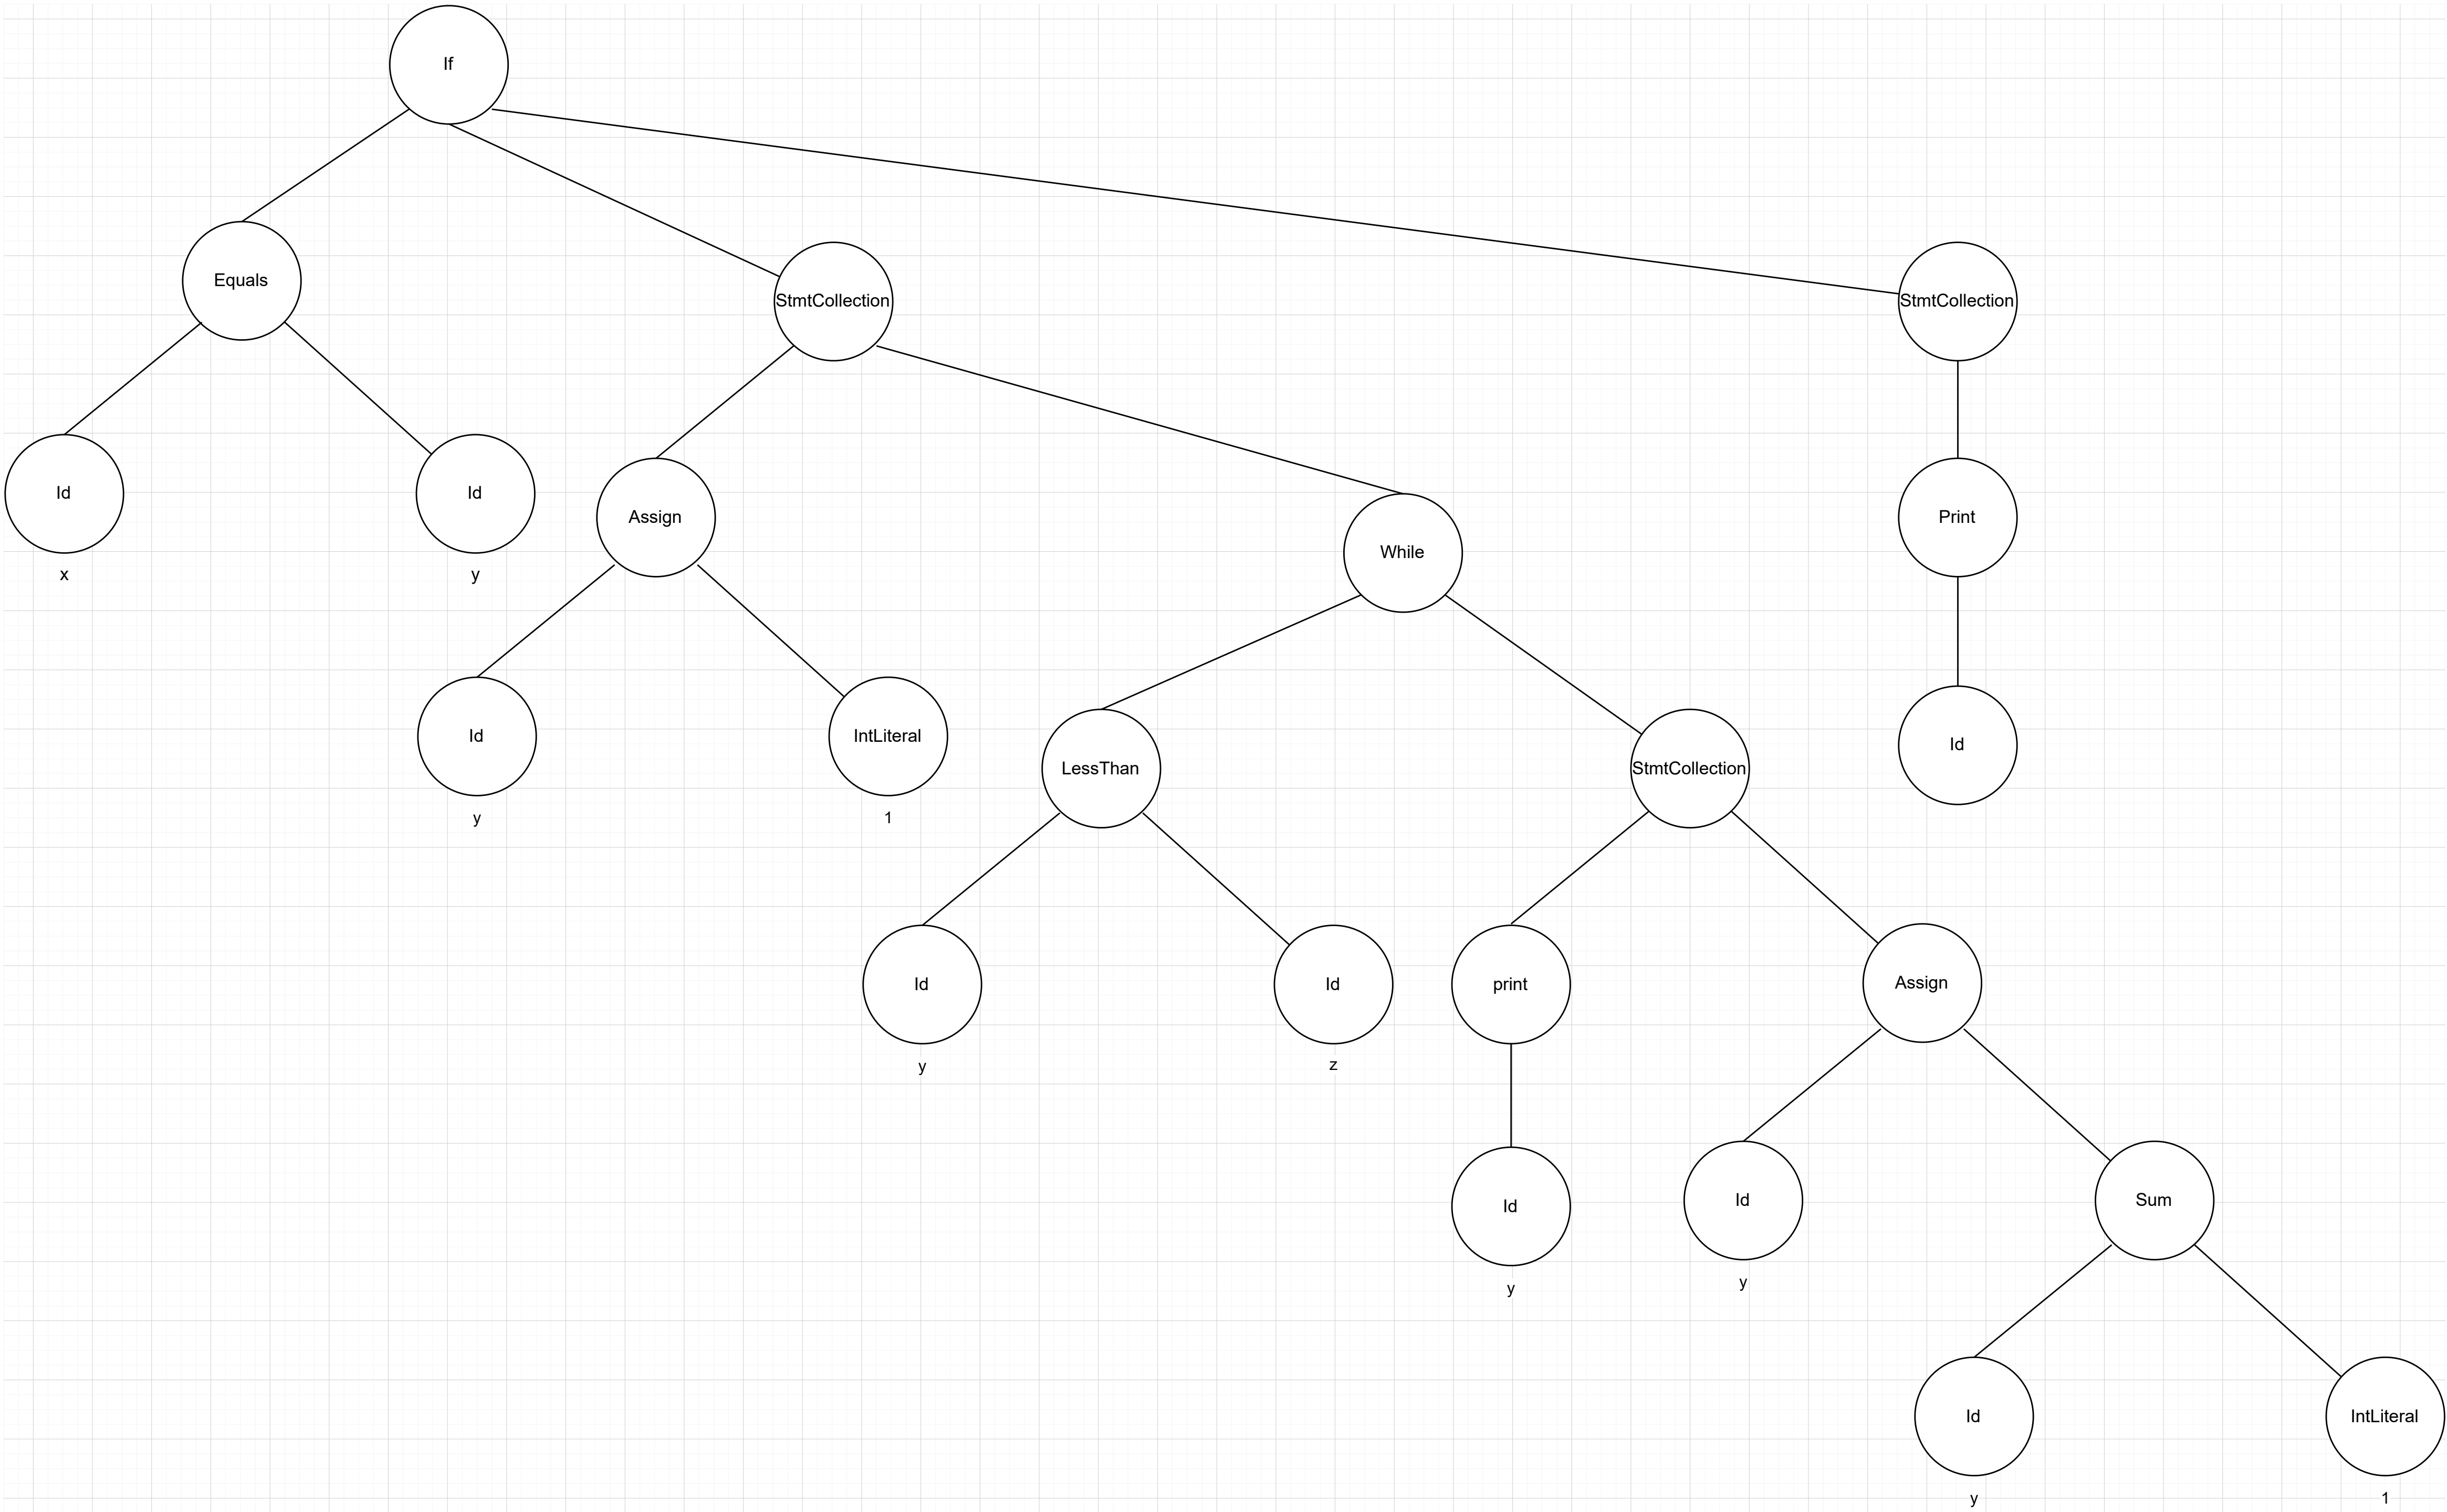 If
Equals
StmtCollection
StmtCollection
Id
Id
Assign
Print
While
x
y
Id
IntLiteral
Id
LessThan
StmtCollection
y
1
Id
Id
print
Assign
y
z
Id
Id
Sum
y
y
Id
IntLiteral
y
1